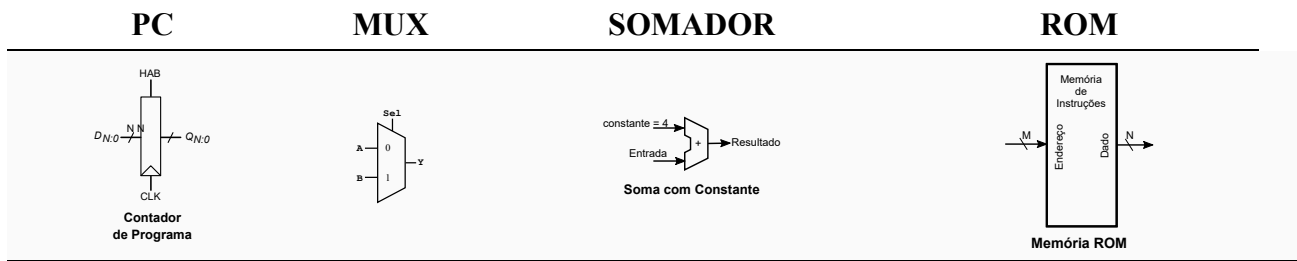 PC MUX SOMADOR ROM
HAB
D N:0 N N Q N:0
CLK
Contador
de Programa
Sel
A 0
Y
B 1
constante = 4
+ Resultado
Entrada
Soma com Constante
Memória
de
Instruções
M Endereço Dado N
Memória ROM